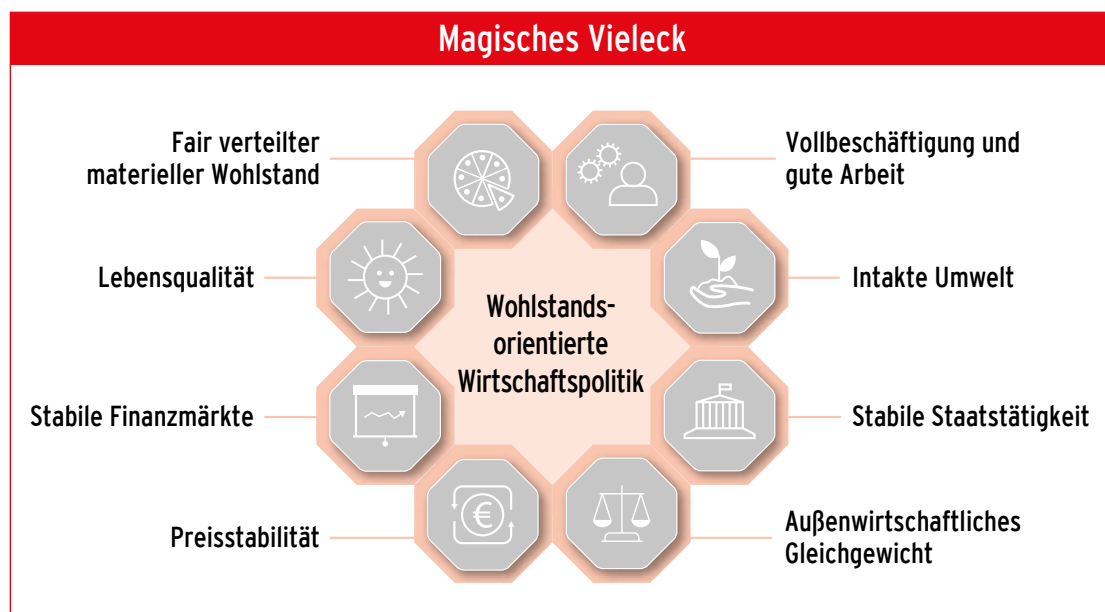 Magisches Vieleck
Fair verteilter
materieller Wohlstand
Vollbeschäftigung und
gute Arbeit
Lebensqualität
Intakte Umwelt
Wohlstands-
orientierte
Wirtschaftspolitik
Stabile Finanzmärkte
Stabile Staatstätigkeit
Preisstabilität
Außenwirtschaftliches
Gleichgewicht
€